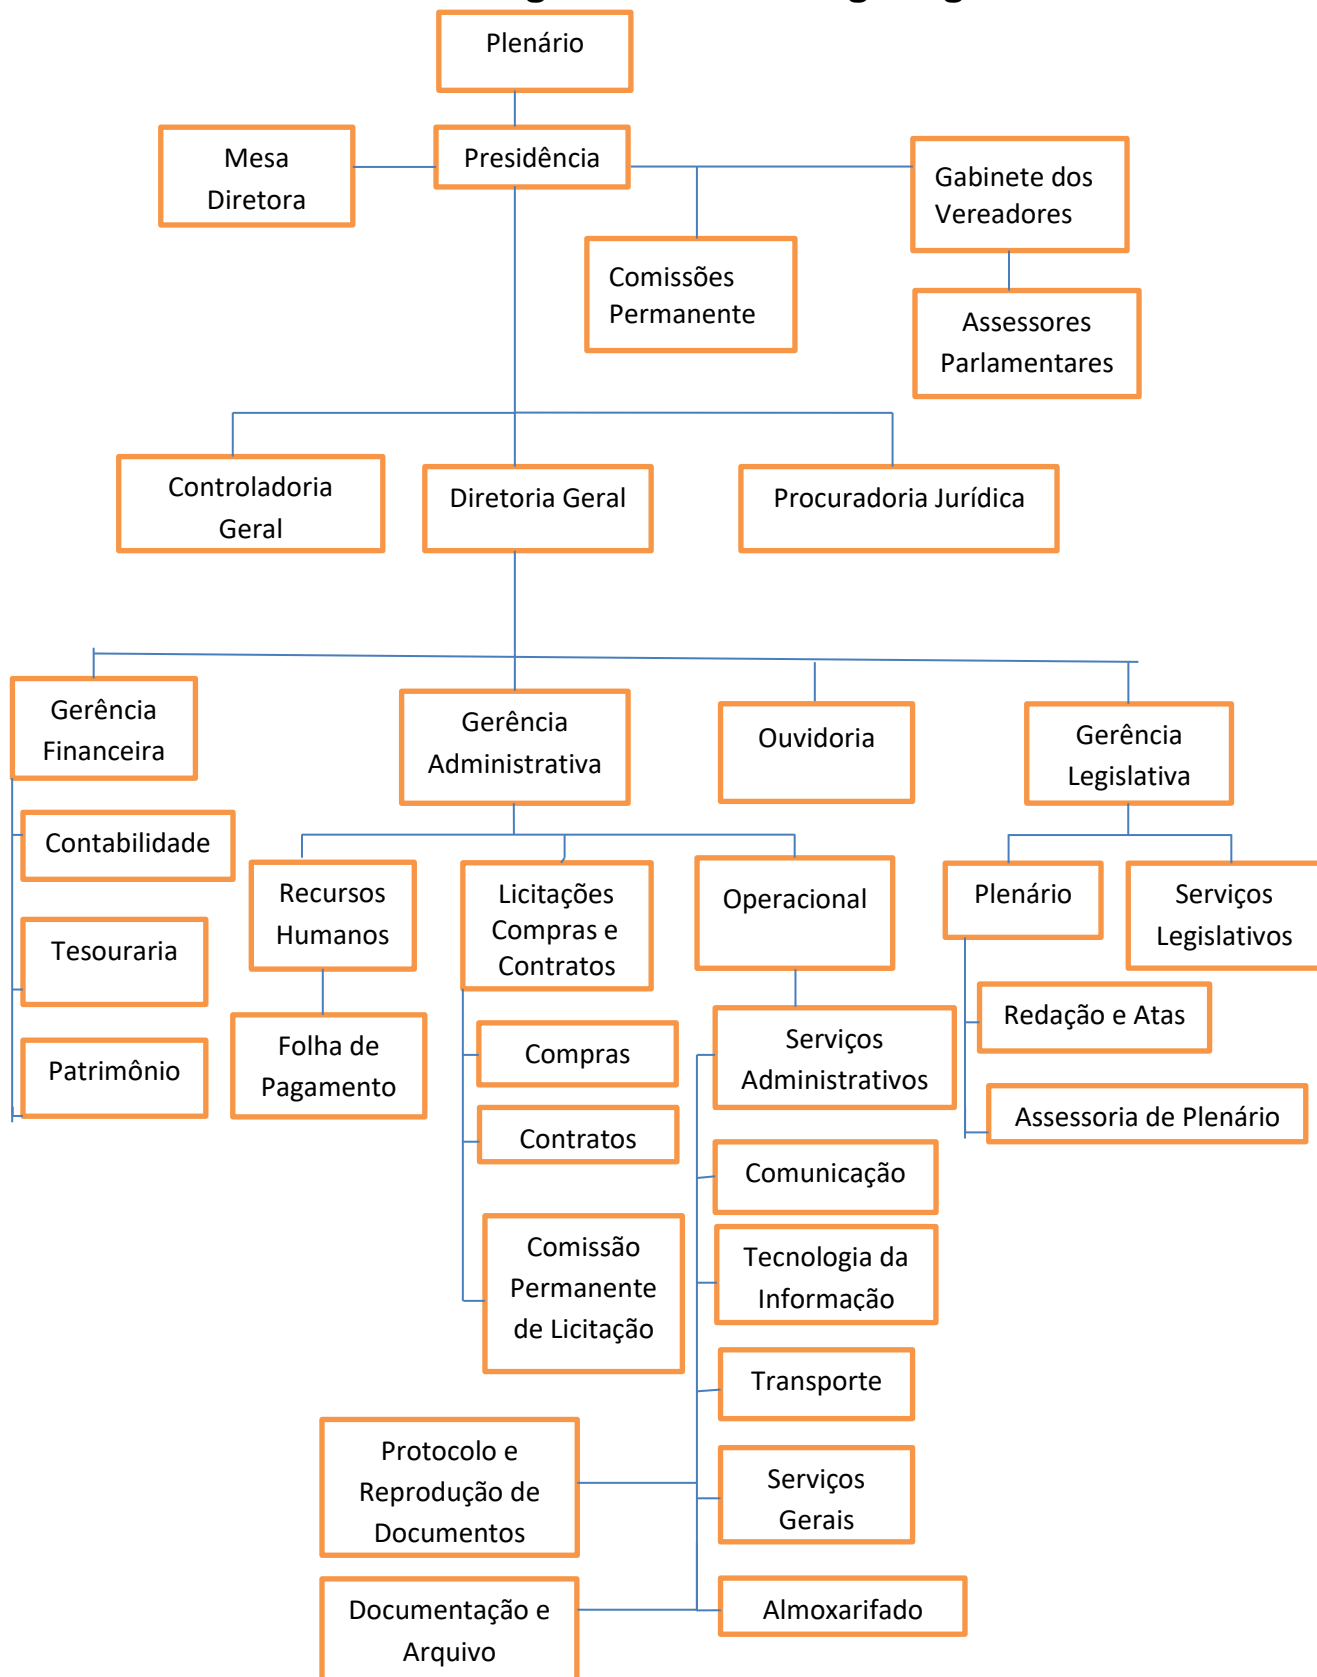 Plenário
Mesa
Diretora
Presidência
Gabinete dos
Vereadores
Comissões
Permanente
Assessores
Parlamentares
Controladoria
Geral
Diretoria Geral
Procuradoria Jurídica
Gerência
Financeira
Gerência
Administrativa
Ouvidoria
Gerência
Legislativa
Contabilidade
Tesouraria
Patrimônio
Recursos
Humanos
Folha de
Pagamento
Licitações
Compras e
Contratos
Compras
Contratos
Comissão
Permanente
de Licitação
Operacional
Serviços
Administrativos
Comunicação
Tecnologia da
Informação
Transporte
Serviços
Gerais
Almoxarifado
Protocolo e
Reprodução de
Documentos
Documentação e
Arquivo
Plenário
Serviços
Legislativos
Redação e Atas
Assessoria de Plenário